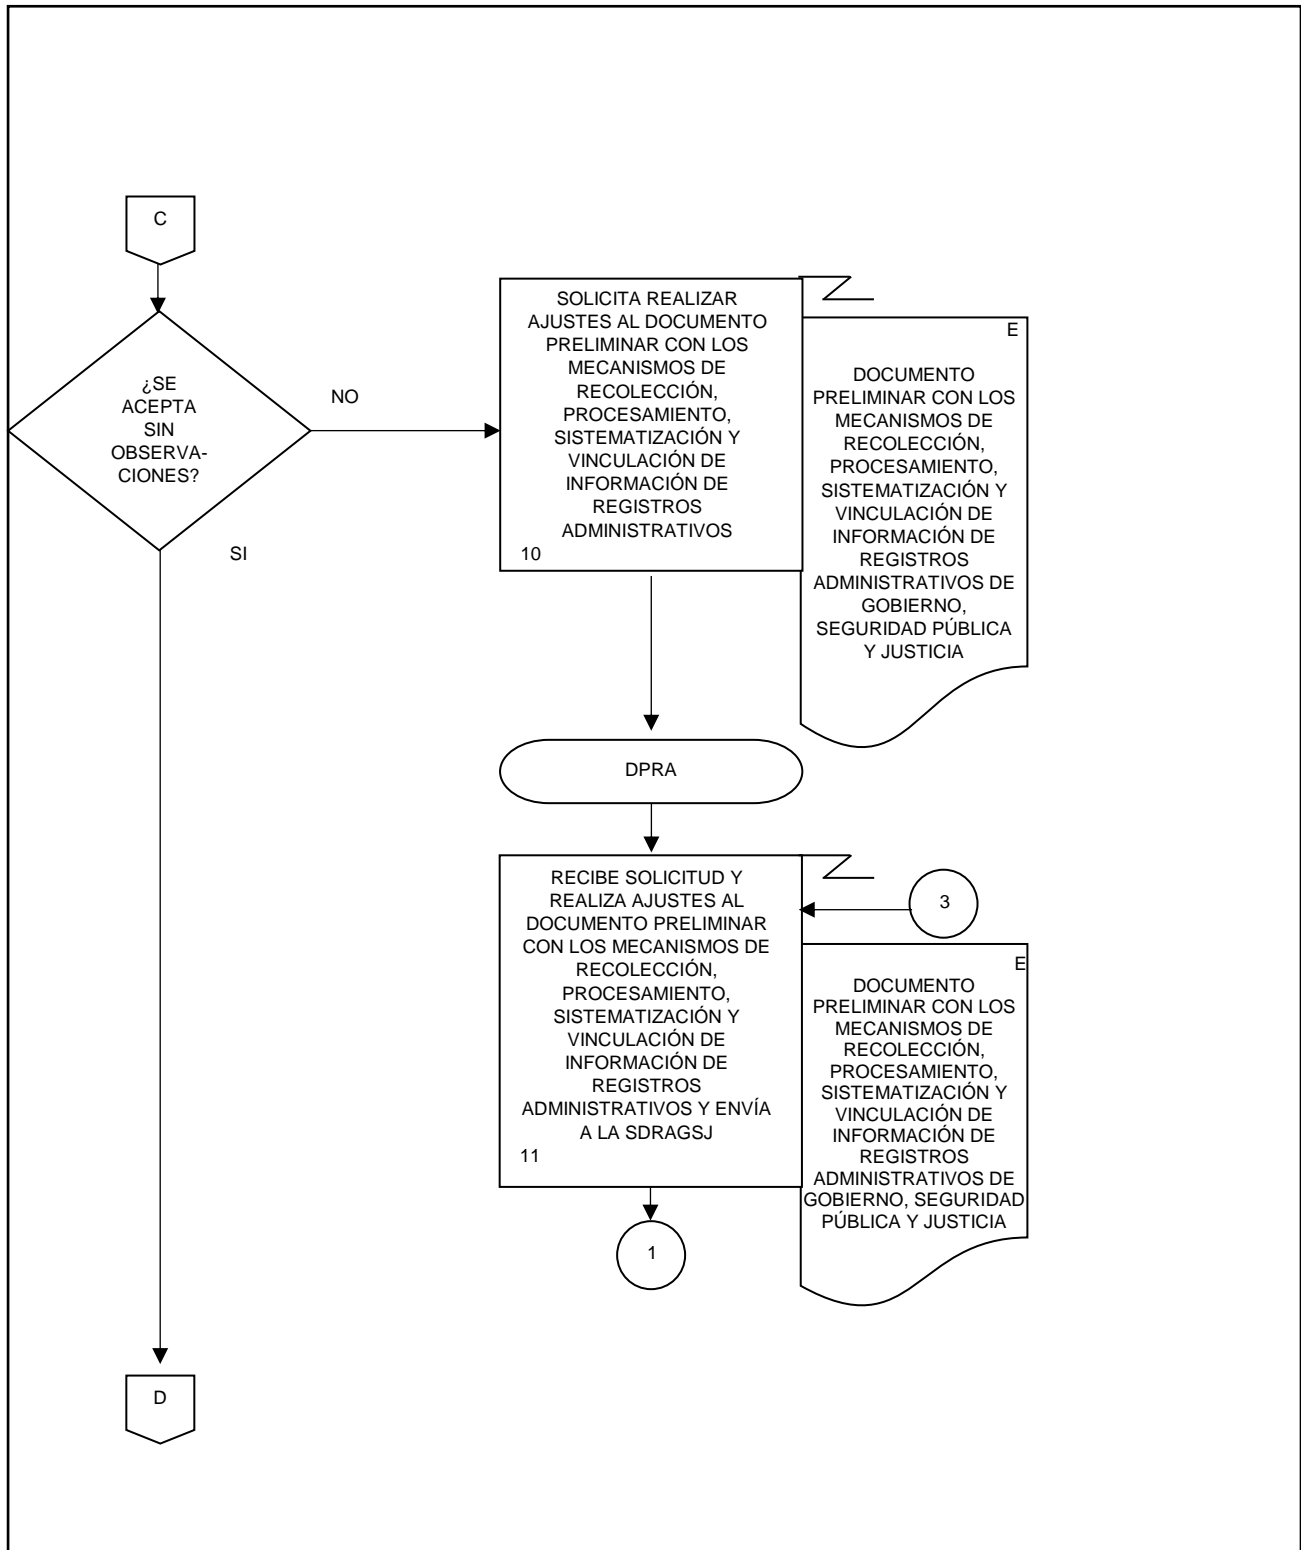 C
¿SE
ACEPTA
SIN
OBSERVA-
CIONES?
NO
SI
SOLICITA REALIZAR
AJUSTES AL DOCUMENTO
PRELIMINAR CON LOS
MECANISMOS DE
RECOLECCIÓN,
PROCESAMIENTO,
SISTEMATIZACIÓN Y
VINCULACIÓN DE
INFORMACIÓN DE
REGISTROS
ADMINISTRATIVOS
10
E
DOCUMENTO
PRELIMINAR CON LOS
MECANISMOS DE
RECOLECCIÓN,
PROCESAMIENTO,
SISTEMATIZACIÓN Y
VINCULACIÓN DE
INFORMACIÓN DE
REGISTROS
ADMINISTRATIVOS DE
GOBIERNO,
SEGURIDAD PÚBLICA
Y JUSTICIA
DPRA
RECIBE SOLICITUD Y
REALIZA AJUSTES AL
DOCUMENTO PRELIMINAR
CON LOS MECANISMOS DE
RECOLECCIÓN,
PROCESAMIENTO,
SISTEMATIZACIÓN Y
VINCULACIÓN DE
INFORMACIÓN DE
REGISTROS
ADMINISTRATIVOS Y ENVÍA
A LA SDRAGSJ
11
3
E
DOCUMENTO
PRELIMINAR CON LOS
MECANISMOS DE
RECOLECCIÓN,
PROCESAMIENTO,
SISTEMATIZACIÓN Y
VINCULACIÓN DE
INFORMACIÓN DE
REGISTROS
ADMINISTRATIVOS DE
GOBIERNO, SEGURIDAD
PÚBLICA Y JUSTICIA
1
D